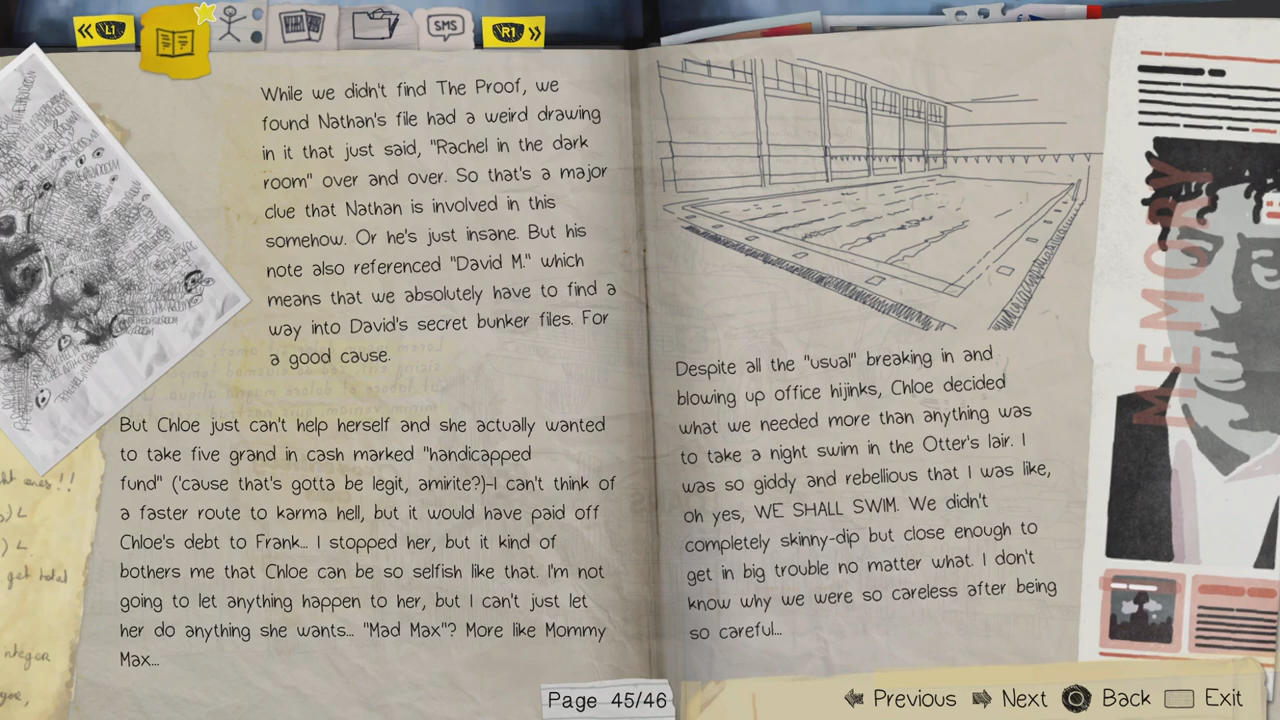 L1
SMS
R1
While we didn't find The Proof, we
found Nathan's file had a weird drawing
in it that just said, "Rachel in the dark
room" over and over. So that's a major
clue that Nathan is involved in this
somehow. Or he's just insane. But his
note also referenced "David M." which
means that we absolutely have to find a
way into David's secret bunker files. For
a good cause.
But Chloe just can't help herself and she actually wanted
to take five grand in cash marked "handicapped
fund" ('cause that's gotta be legit, amirite?)–I can't think of
a faster route to karma hell, but it would have paid off
Chloe's debt to Frank... I stopped her, but it kind of
bothers me that Chloe can be so selfish like that. I'm not
going to let anything happen to her, but I can't just let
her do anything she wants... "Mad Max"? More like Mommy
Max...
Despite all the "usual" breaking in and
blowing up office hijinks, Chloe decided
what we needed more than anything was
to take a night swim in the Otter's lair. I
was so giddy and rebellious that I was like,
oh yes, WE SHALL SWIM. We didn't
completely skinny-dip but close enough to
get in big trouble no matter what. I don't
know why we were so careless after being
so careful...
MEMORY
Page 45/46
Previous Next Back Exit